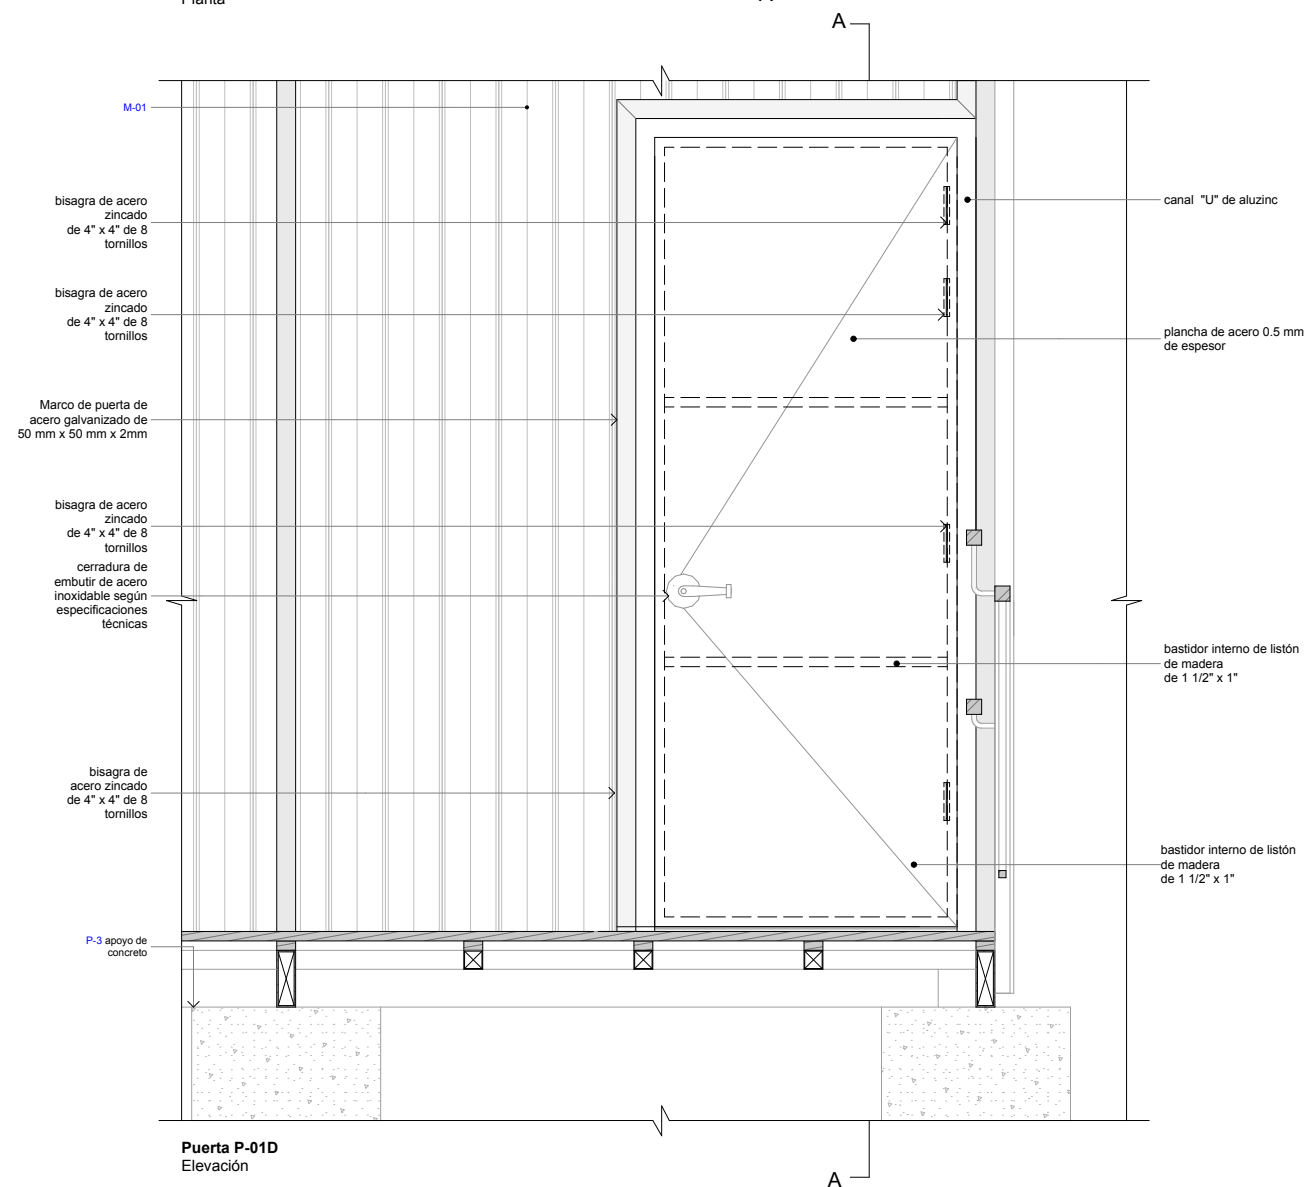 Planta
A
M-01
bisagra de acero
zincado
de 4" x 4" de 8
tornillos
bisagra de acero
zincado
de 4" x 4" de 8
tornillos
Marco de puerta de
acero galvanizado de
50 mm x 50 mm x 2mm
bisagra de acero
zincado
de 4" x 4" de 8
tornillos
cerradura de
embutir de acero
inoxidable según
especificaciones
técnicas
bisagra de
acero zincado
de 4" x 4" de 8
tornillos
P-3 apoyo de
concreto
canal "U" de aluzinc
plancha de acero 0.5 mm
de espesor
bastidor interno de listón
de madera
de 1 1/2" x 1"
bastidor interno de listón
de madera
de 1 1/2" x 1"
Puerta P-01D
Elevación
A